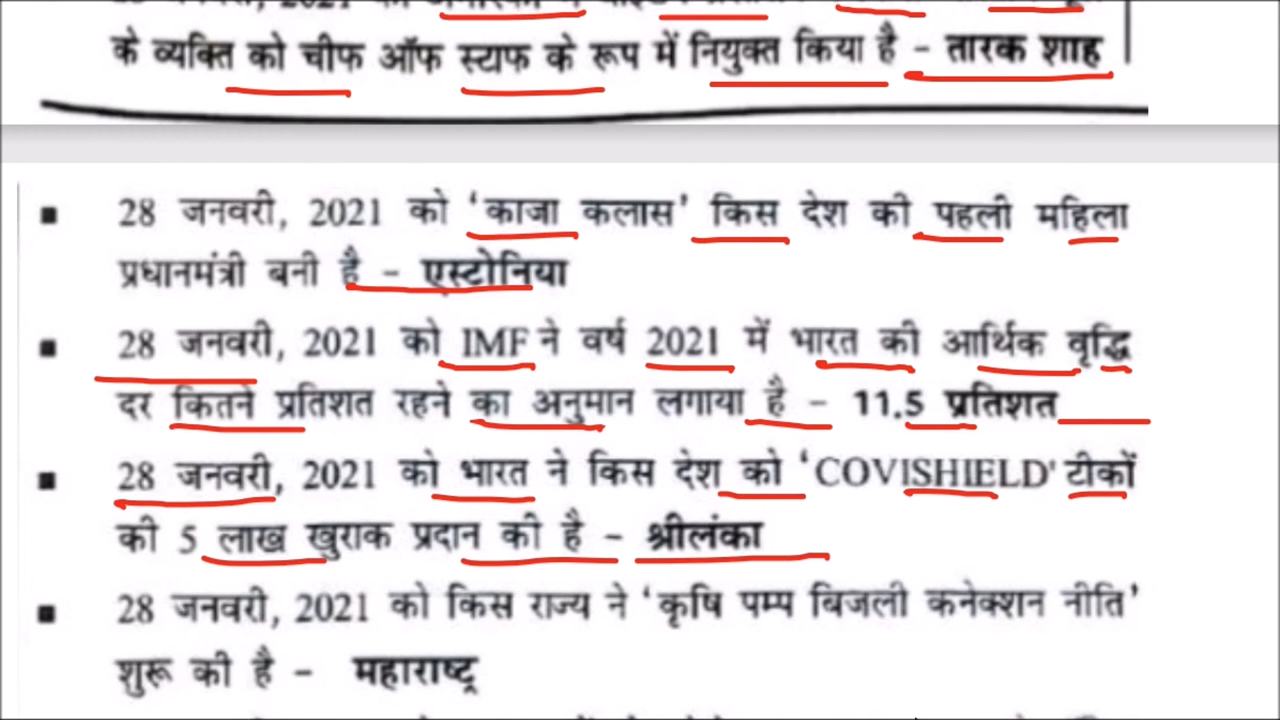 के व्यक्ति को चीफ ऑफ स्टाफ के रूप में नियुक्त किया है - तारक शाह
■ 28 जनवरी, 2021 को ‘काजा कलास’ किस देश की पहली महिला
प्रधानमंत्री बनी है - एस्टोनिया
■ 28 जनवरी, 2021 को IMF ने वर्ष 2021 में भारत की आर्थिक वृद्धि
दर कितने प्रतिशत रहने का अनुमान लगाया है - 11.5 प्रतिशत
■ 28 जनवरी, 2021 को भारत ने किस देश को ‘COVISHIELD' टीकों
की 5 लाख खुराक प्रदान की है - श्रीलंका
■ 28 जनवरी, 2021 को किस राज्य ने ‘कृषि पम्प बिजली कनेक्शन नीति’
शुरू की है - महाराष्ट्र